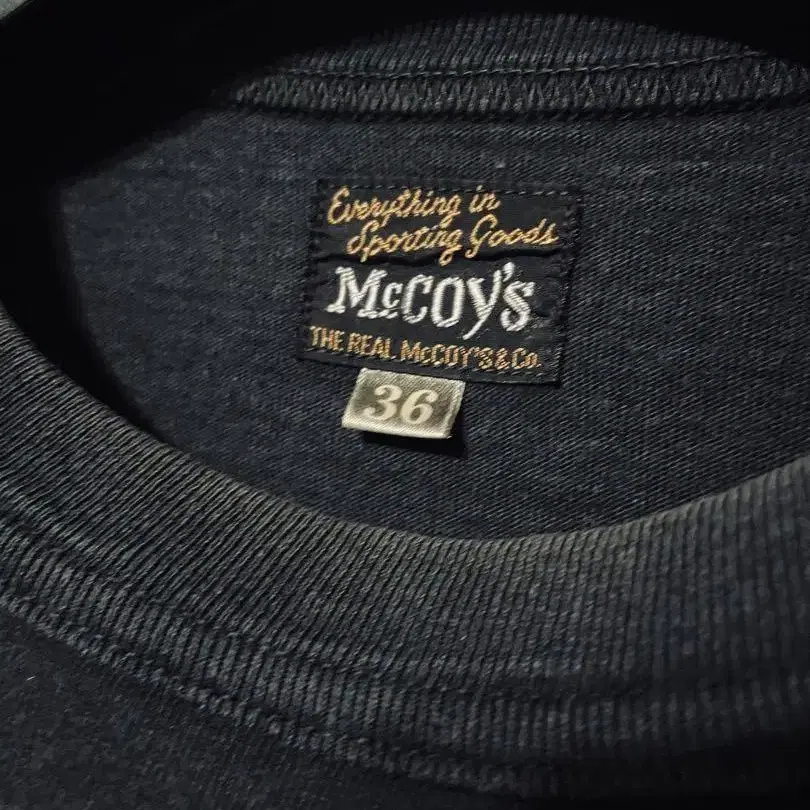 Everything in
Sporting Goods
McCOY'S
THE REAL McCOY'S & Co.
36